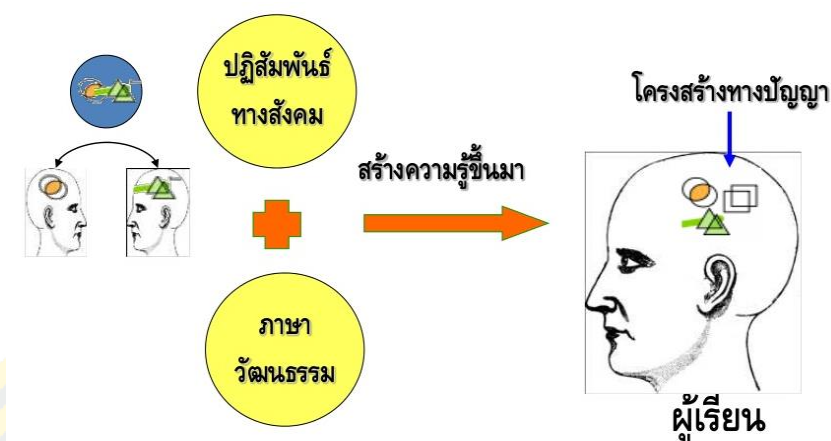 ปฏิสัมพันธ์
ทางสังคม
ภาษา
วัฒนธรรม
สร้างความรู้ขึ้นมา
โครงสร้างทางปัญญา
ผู้เรียน